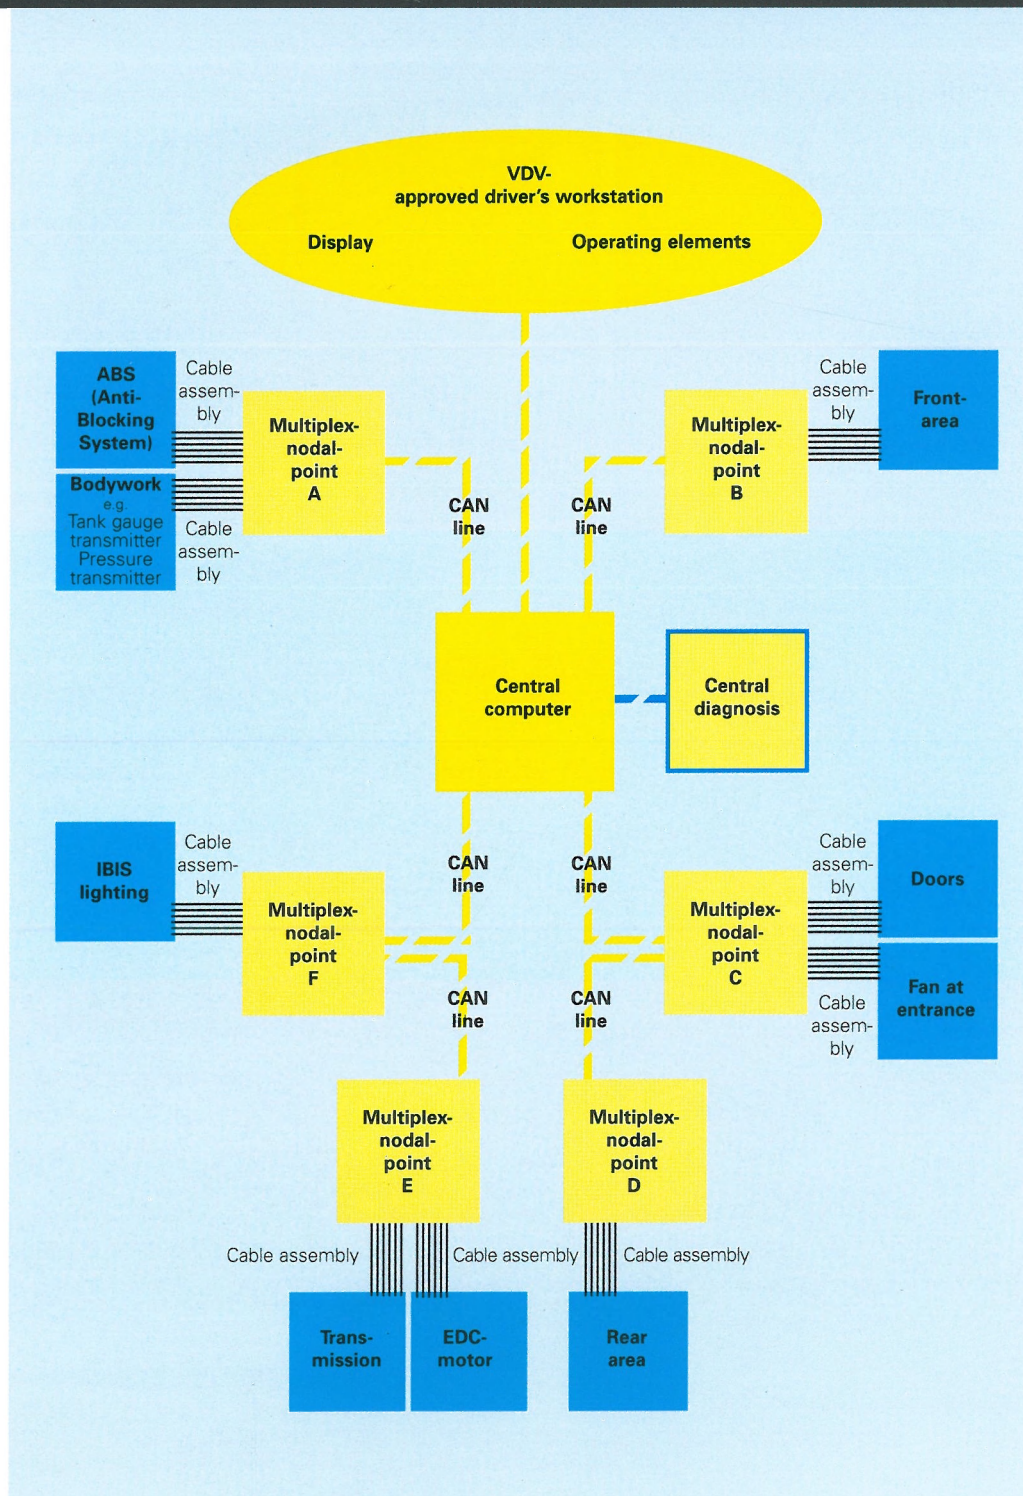 VDV-
approved driver's workstation
Display
Operating elements
ABS
(Anti-
Blocking
System)
Cable
assem-
bly
Multiplex-
nodal-
point
A
Bodywork
e.g.
Tank gauge
transmitter
Pressure
transmitter
Cable
assem-
bly
CAN
line
CAN
line
Multiplex-
nodal-
point
B
Cable
assem-
bly
Front-
area
Central
computer
Central
diagnosis
IBIS
lighting
Cable
assem-
bly
Multiplex-
nodal-
point
F
CAN
line
CAN
line
Multiplex-
nodal-
point
C
Cable
assem-
bly
Doors
Fan at
entrance
Cable
assem-
bly
CAN
line
CAN
line
Multiplex-
nodal-
point
E
Multiplex-
nodal-
point
D
Cable assembly
Cable assembly
Cable assembly
Trans-
mission
EDC-
motor
Rear
area